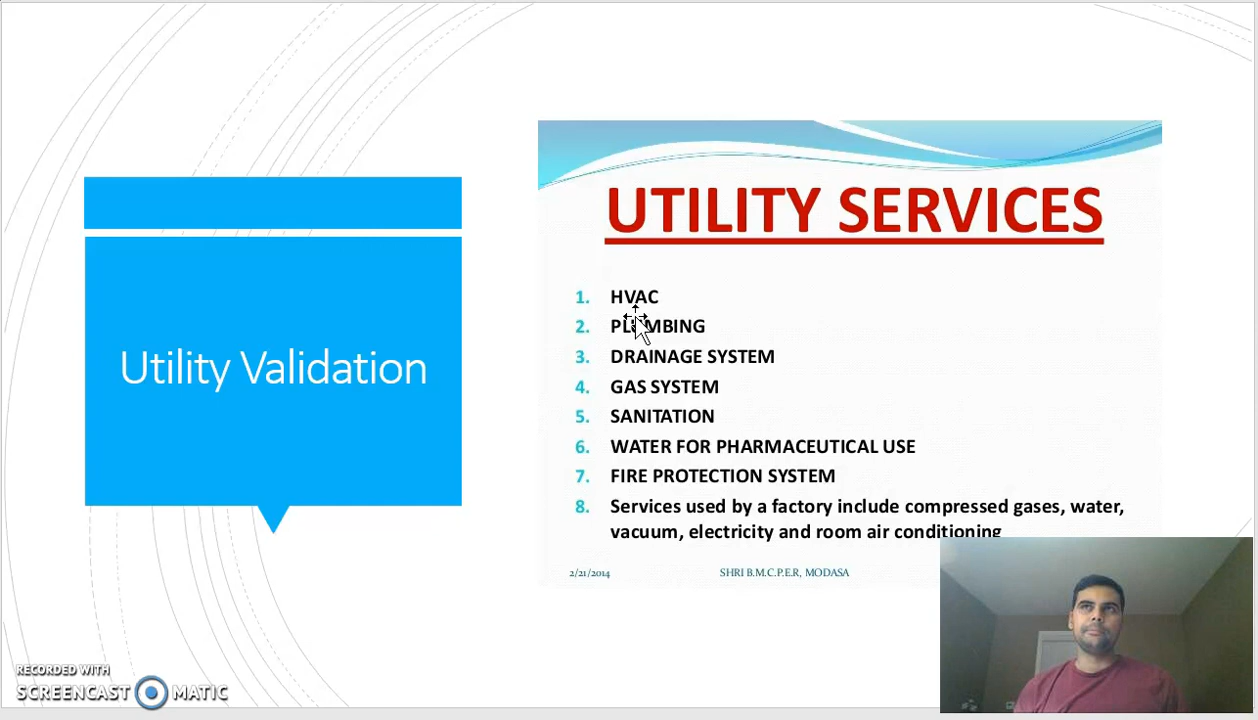 Utility Validation
UTILITY SERVICES
1. HVAC
2. PLUMBING
3. DRAINAGE SYSTEM
4. GAS SYSTEM
5. SANITATION
6. WATER FOR PHARMACEUTICAL USE
7. FIRE PROTECTION SYSTEM
8. Services used by a factory include compressed gases, water,
vacuum, electricity and room air conditioning
2/21/2014 SHRI B.M.C.P.E.R, MODASA
RECORDED WITH
SCREENCAST MATIC